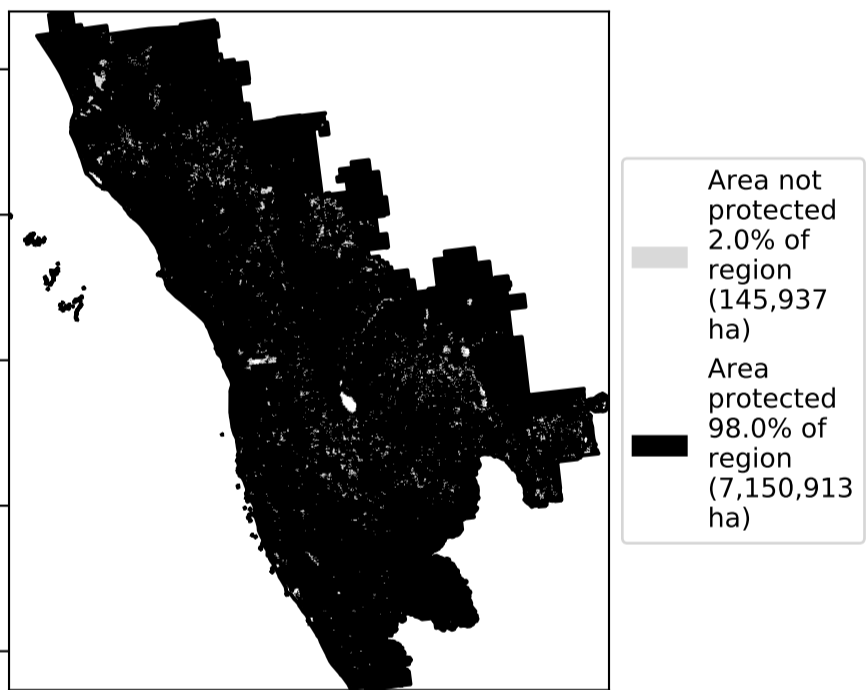 Area not
protected
2.0% of
region
(145,937
ha)
Area
protected
98.0% of
region
(7,150,913
ha)